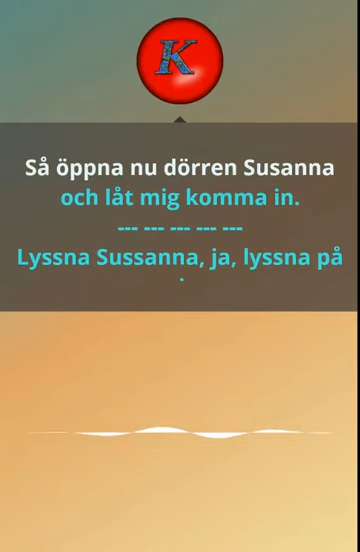 K
Så öppna nu dörren Susanna
och låt mig komma in.
--- --- --- --- ---
Lyssna Sussanna, ja, lyssna på
.